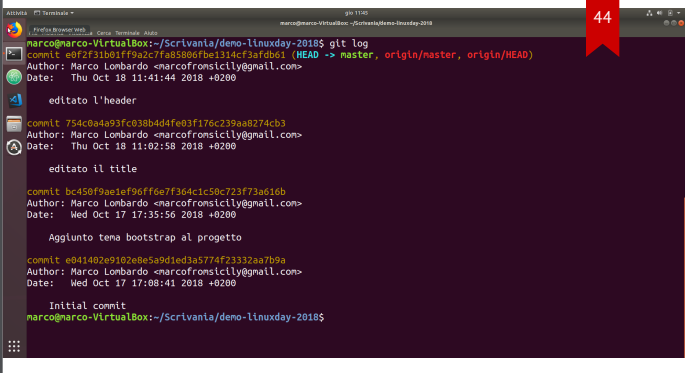 Attività Terminale gio 11:45
marco@marco-VirtualBox: ~/Scrivania/demo-linuxday-2018
44
Firefox Browser Web
Cerca Terminale Aiuto
marco@marco-VirtualBox:~/Scrivania/demo-linuxday-2018$ git log
commit e0f2f31b01ff9a2c7fa85806fbe1314cf3afdb61 (HEAD -> master, origin/master, origin/HEAD)
Author: Marco Lombardo <marcofromsicily@gmail.com>
Date: Thu Oct 18 11:41:44 2018 +0200
editato l'header
commit 754c0a4a93fc038b4d4fe03f176c239aa8274cb3
Author: Marco Lombardo <marcofromsicily@gmail.com>
Date: Thu Oct 18 11:02:58 2018 +0200
editato il title
commit bc450f9ae1ef96ff6e7f364c1c50c723f73a616b
Author: Marco Lombardo <marcofromsicily@gmail.com>
Date: Wed Oct 17 17:35:56 2018 +0200
Aggiunto tema bootstrap al progetto
commit e041402e9102e8e5a9d1ed3a5774f23332aa7b9a
Author: Marco Lombardo <marcofromsicily@gmail.com>
Date: Wed Oct 17 17:08:41 2018 +0200
Initial commit
marco@marco-VirtualBox:~/Scrivania/demo-linuxday-2018$